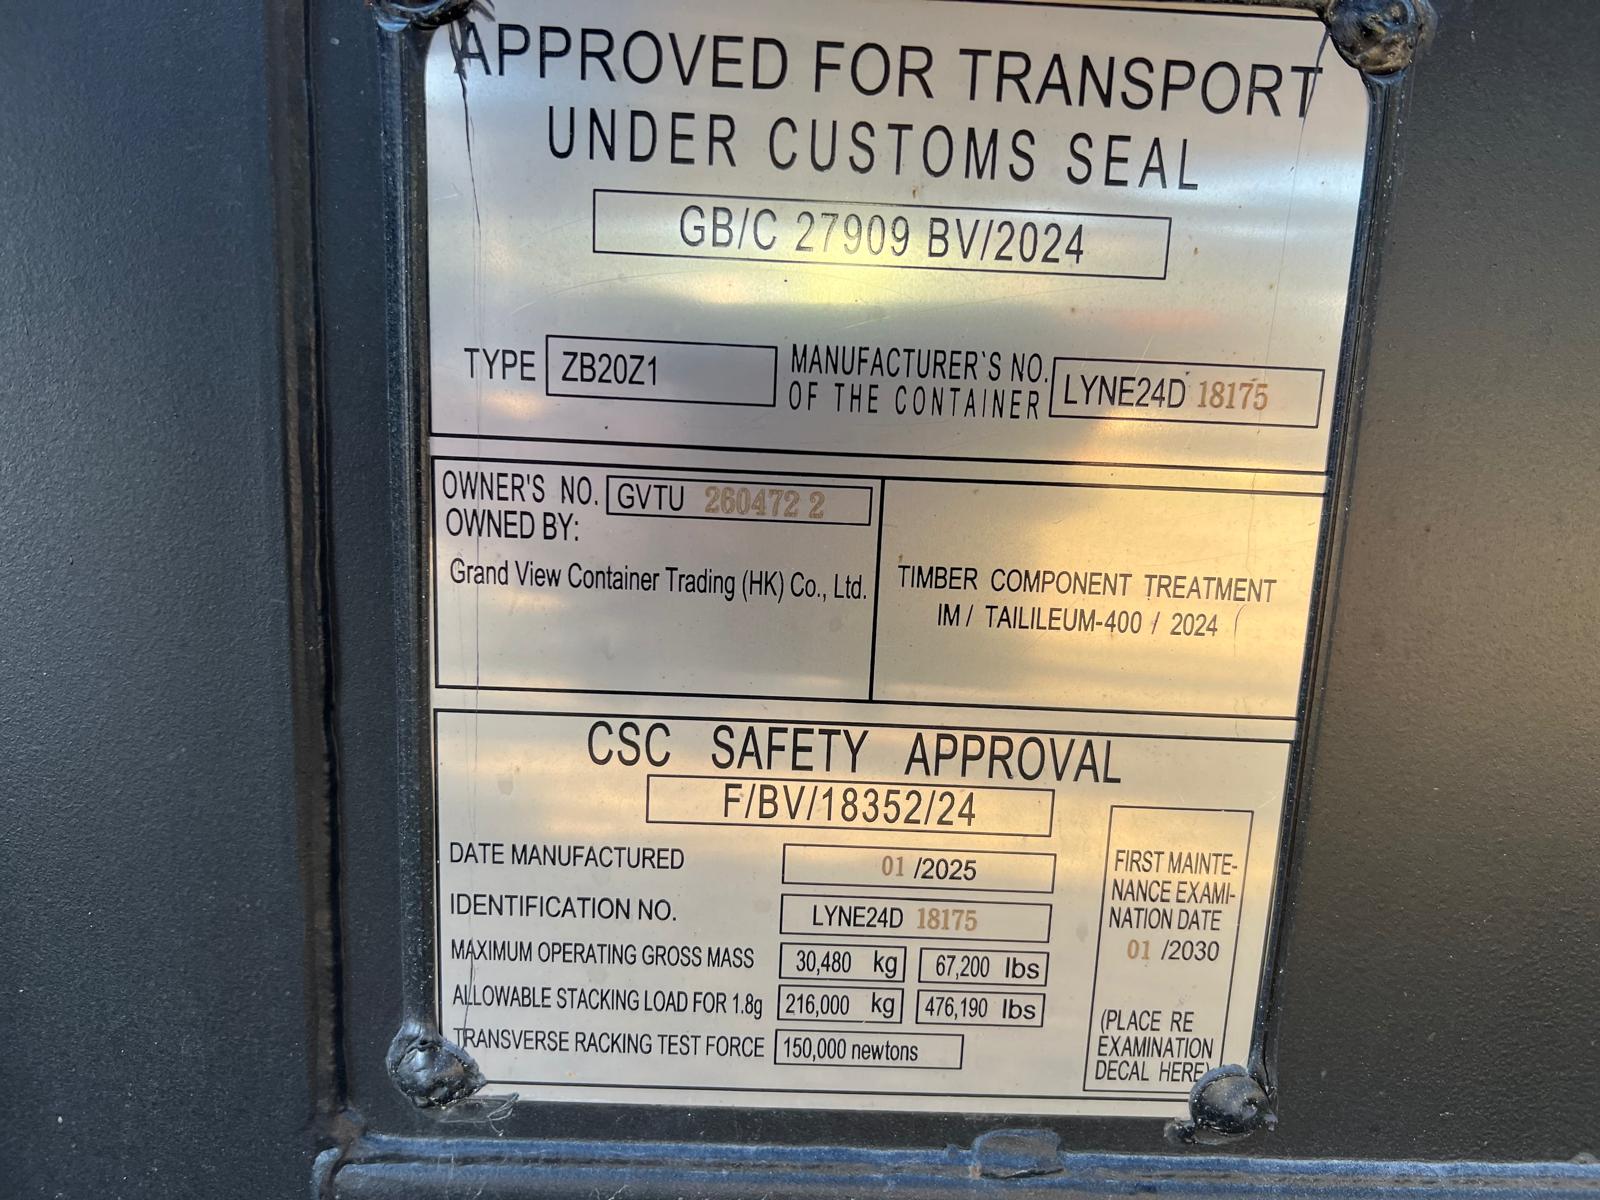 APPROVED FOR TRANSPORT
UNDER CUSTOMS SEAL
GB/C 27909 BV/2024
TYPE ZB20Z1
MANUFACTURER'S NO.
OF THE CONTAINER
LYNE24D 18175
OWNER'S NO. GVTU 260472 2
OWNED BY:
Grand View Container Trading (HK) Co., Ltd.
TIMBER COMPONENT TREATMENT
IM / TAILILEUM-400 / 2024
CSC SAFETY APPROVAL
F/BV/18352/24
DATE MANUFACTURED 01 /2025
IDENTIFICATION NO. LYNE24D 18175
MAXIMUM OPERATING GROSS MASS 30,480 kg 67,200 lbs
ALLOWABLE STACKING LOAD FOR 1.8g 216,000 kg 476,190 lbs
TRANSVERSE RACKING TEST FORCE 150,000 newtons
FIRST MAINTE-
NANCE EXAMI-
NATION DATE
01 /2030
(PLACE RE
EXAMINATION
DECAL HERE)